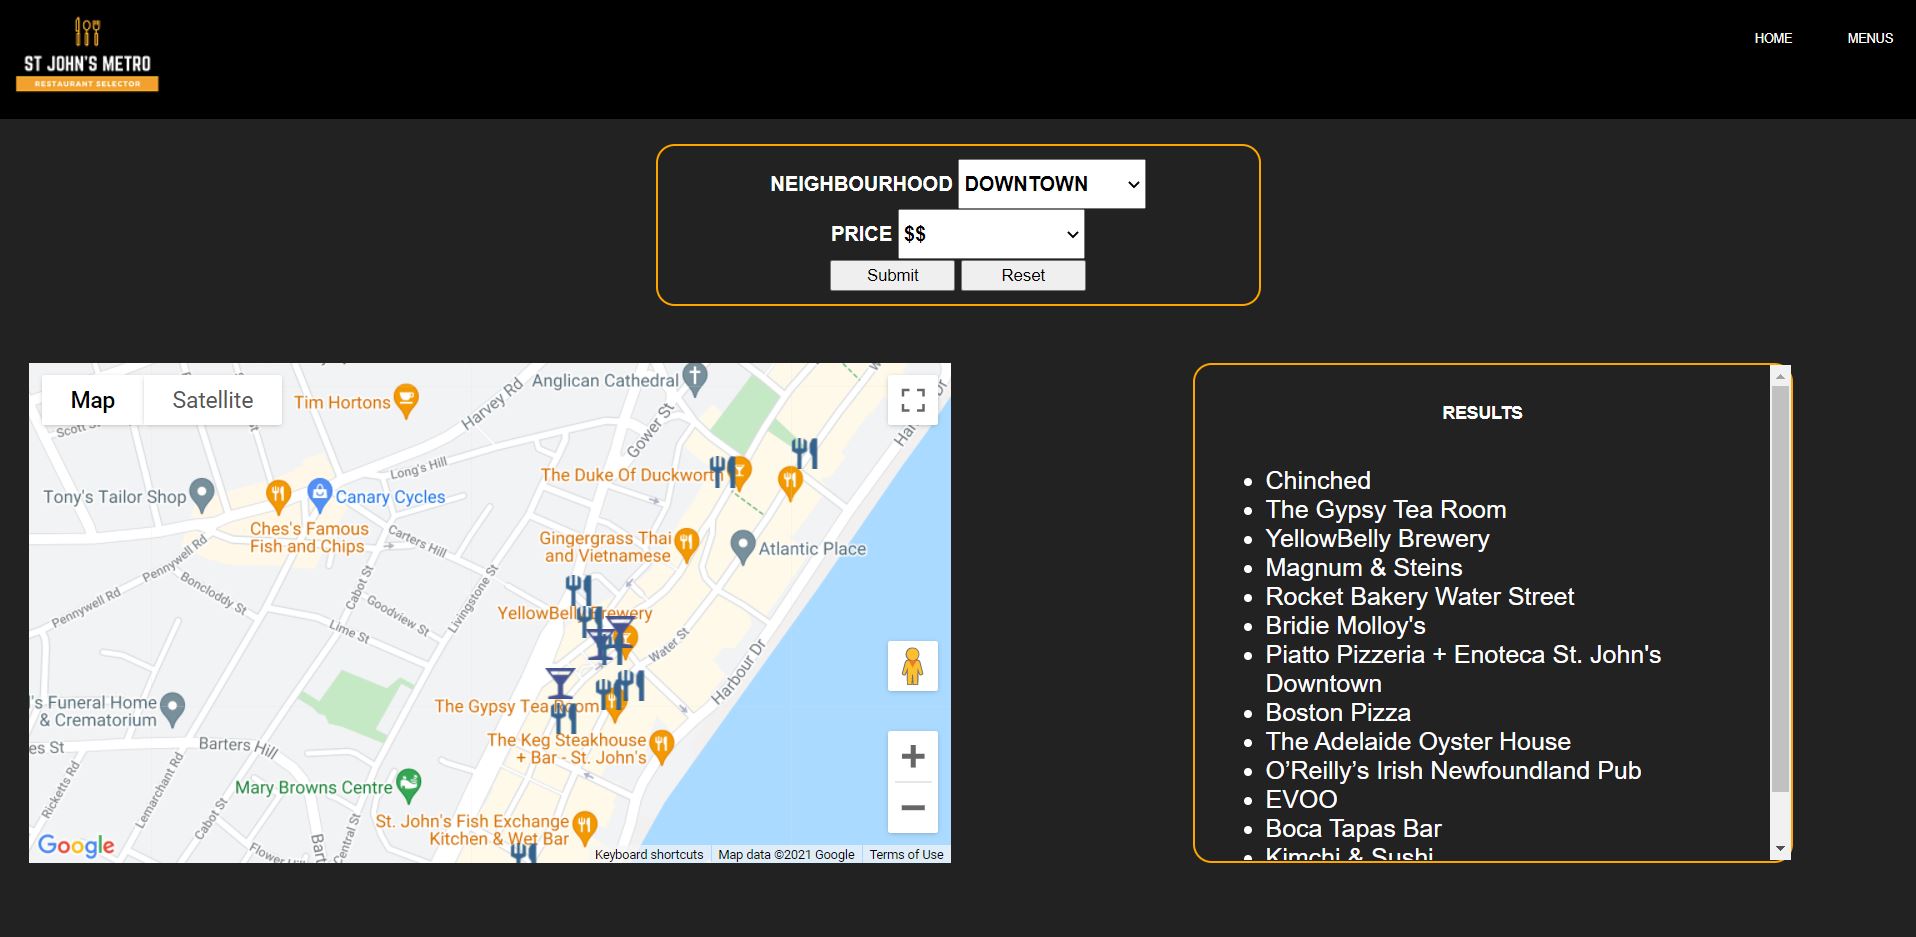 ST JOHN'S METRO
RESTAURANT SELECTOR
HOME
MENUS
NEIGHBOURHOOD DOWNTOWN
PRICE $$
Submit Reset
Map Satellite
Tim Hortons
Harvey Rd
Anglican Cathedral
Gower St
Scott
Long's Hill
The Duke Of Duckworth
Tony's Tailor Shop
Canary Cycles
Ches's Famous
Fish and Chips
Carters Hill
Gingergrass Thai
and Vietnamese
Atlantic Place
Pennywell Rd
Pennywell Rd
Boncloddy St
Cabot St
Goodview St
Livingstone St
Lime St
YellowBelly Brewery
Water St
Harbour Dr
The Gypsy Tea Room
's Funeral Home
& Crematorium
es St
Barters Hill
The Keg Steakhouse
+ Bar - St. John's
Ricketts Rd
Lemarchant Rd
Cabot St
Mary Browns Centre
St. John's Fish Exchange
Kitchen & Wet Bar
Central St
Flower
Bart
Google
Keyboard shortcuts Map data ©2021 Google Terms of Use
RESULTS
• Chinched
• The Gypsy Tea Room
• YellowBelly Brewery
• Magnum & Steins
• Rocket Bakery Water Street
• Bridie Molloy's
• Piatto Pizzeria + Enoteca St. John's
Downtown
• Boston Pizza
• The Adelaide Oyster House
• O’Reilly’s Irish Newfoundland Pub
• EVOO
• Boca Tapas Bar
• Kimchi & Sushi